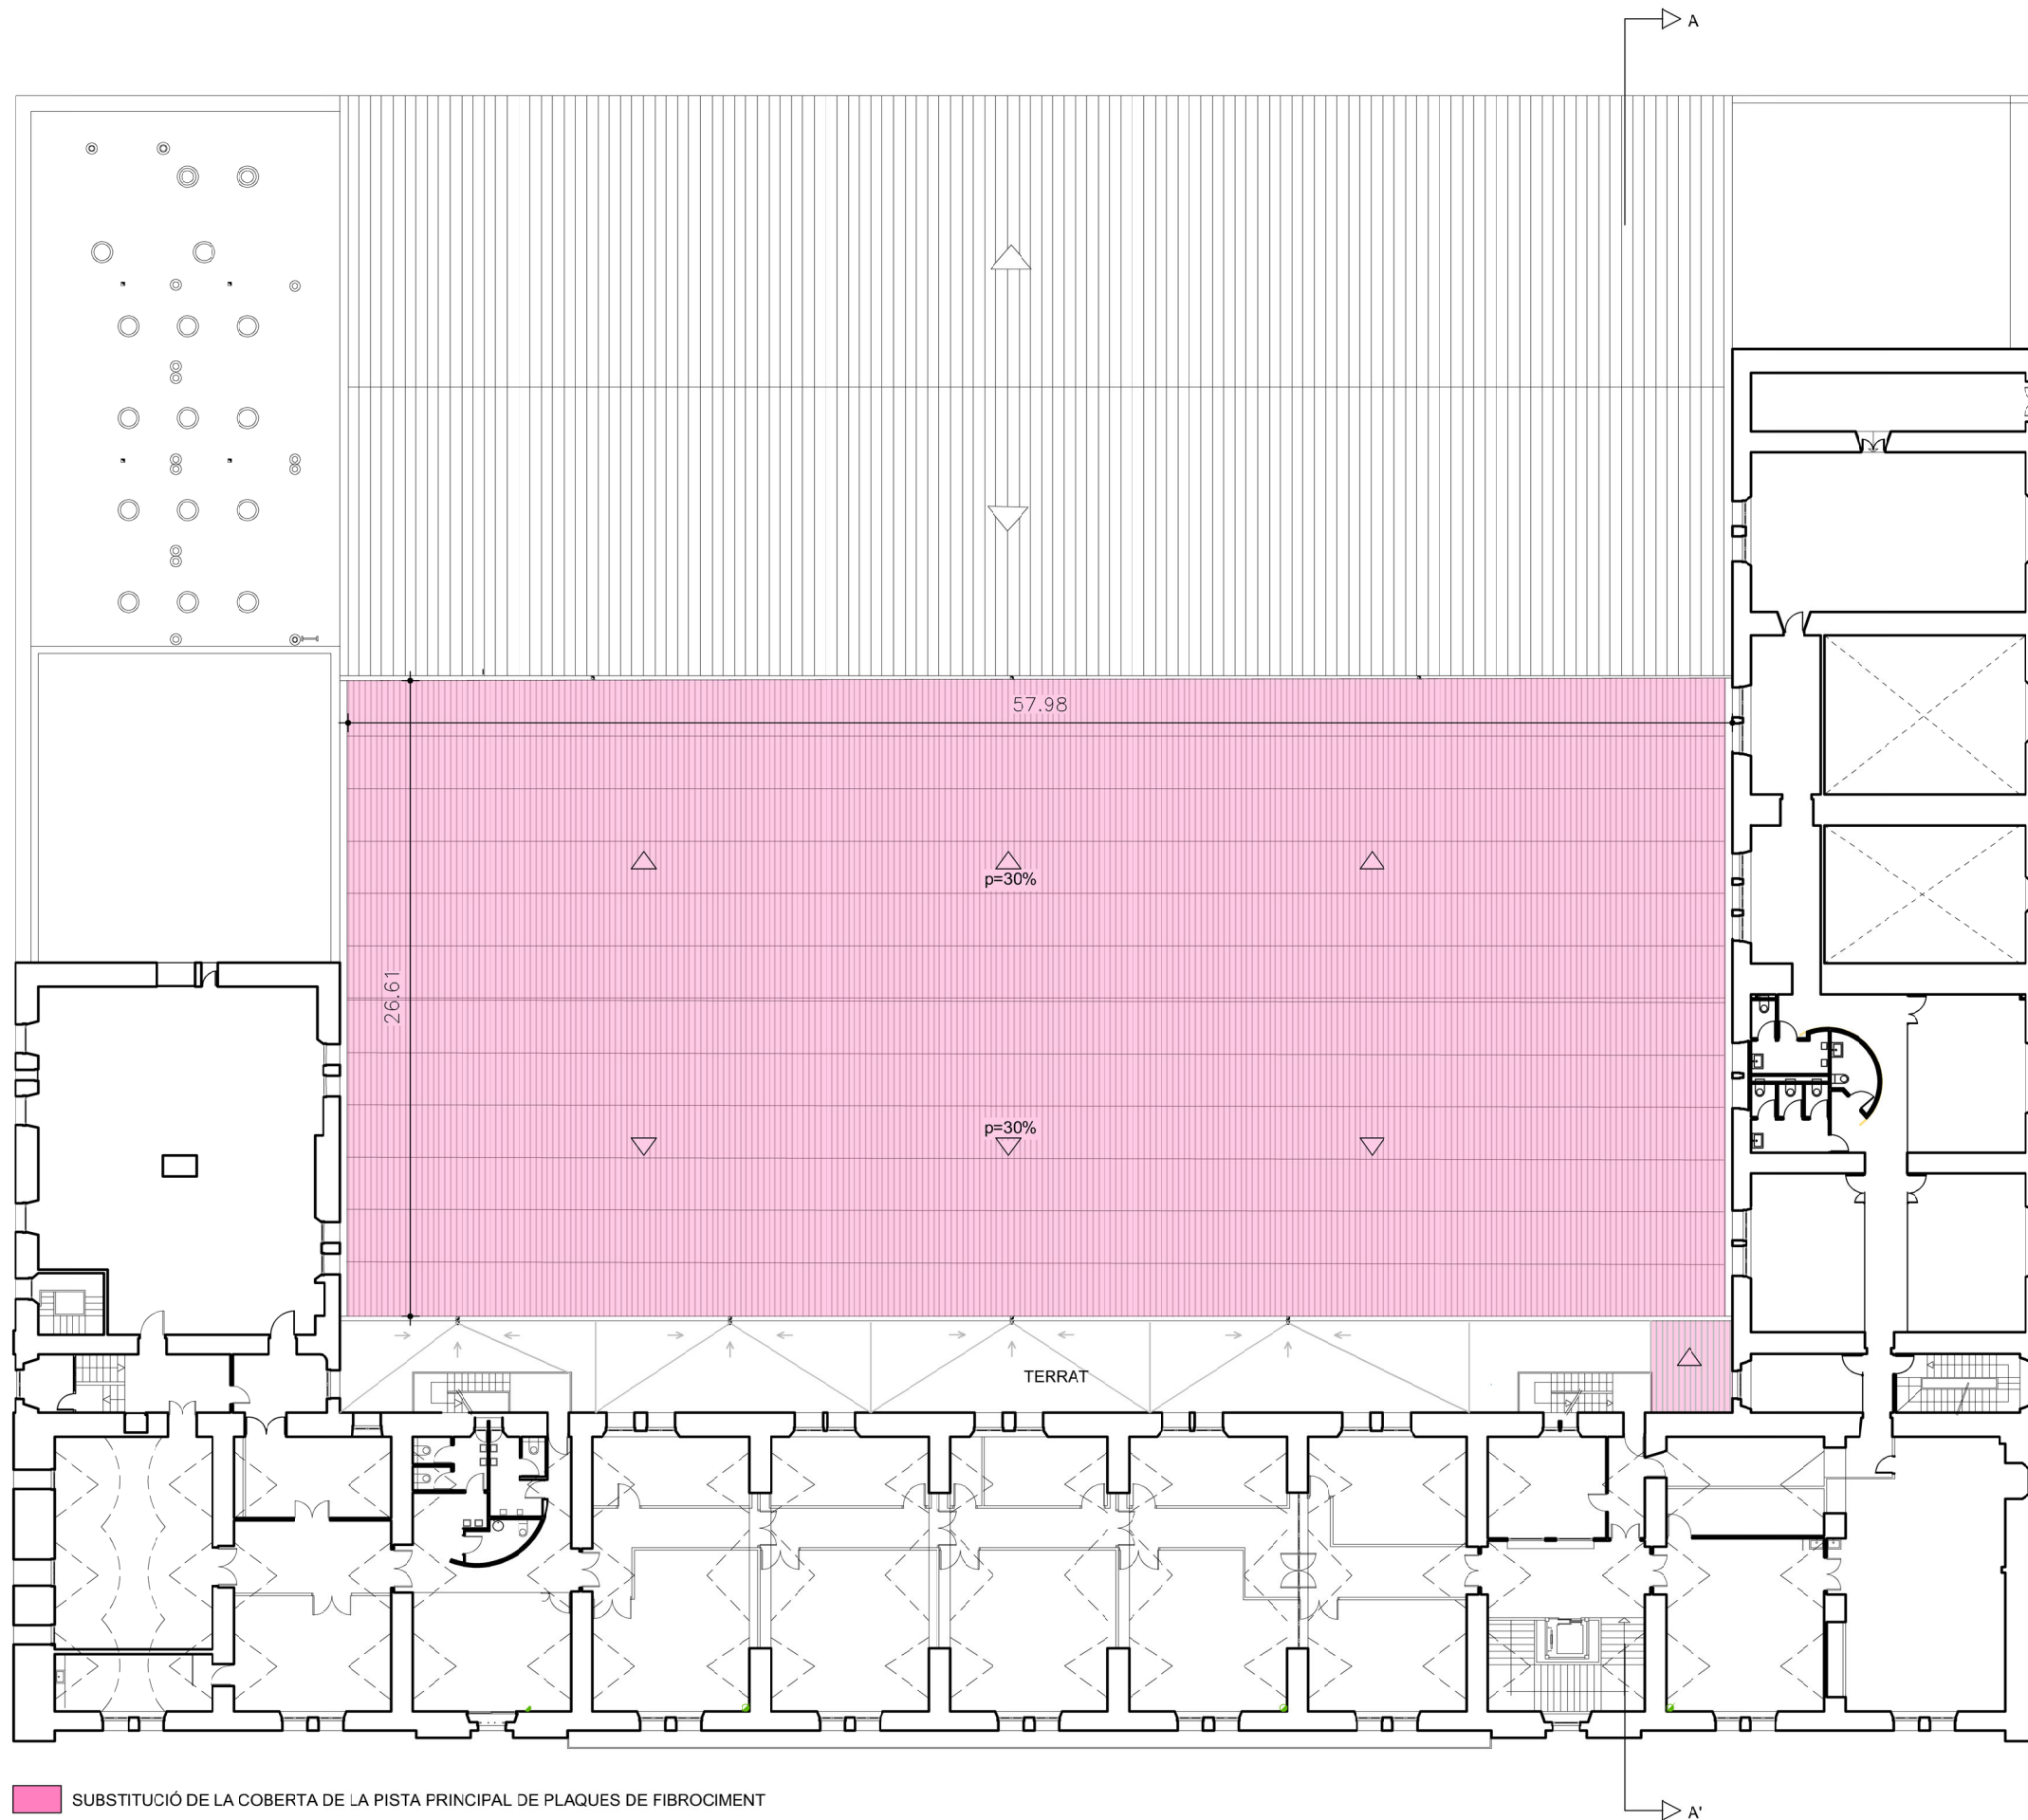 A
57.98
p=30%
26.61
p=30%
TERRAT
SUBSTITUCIÓ DE LA COBERTA DE LA PISTA PRINCIPAL DE PLAQUES DE FIBROCIMENT
A'